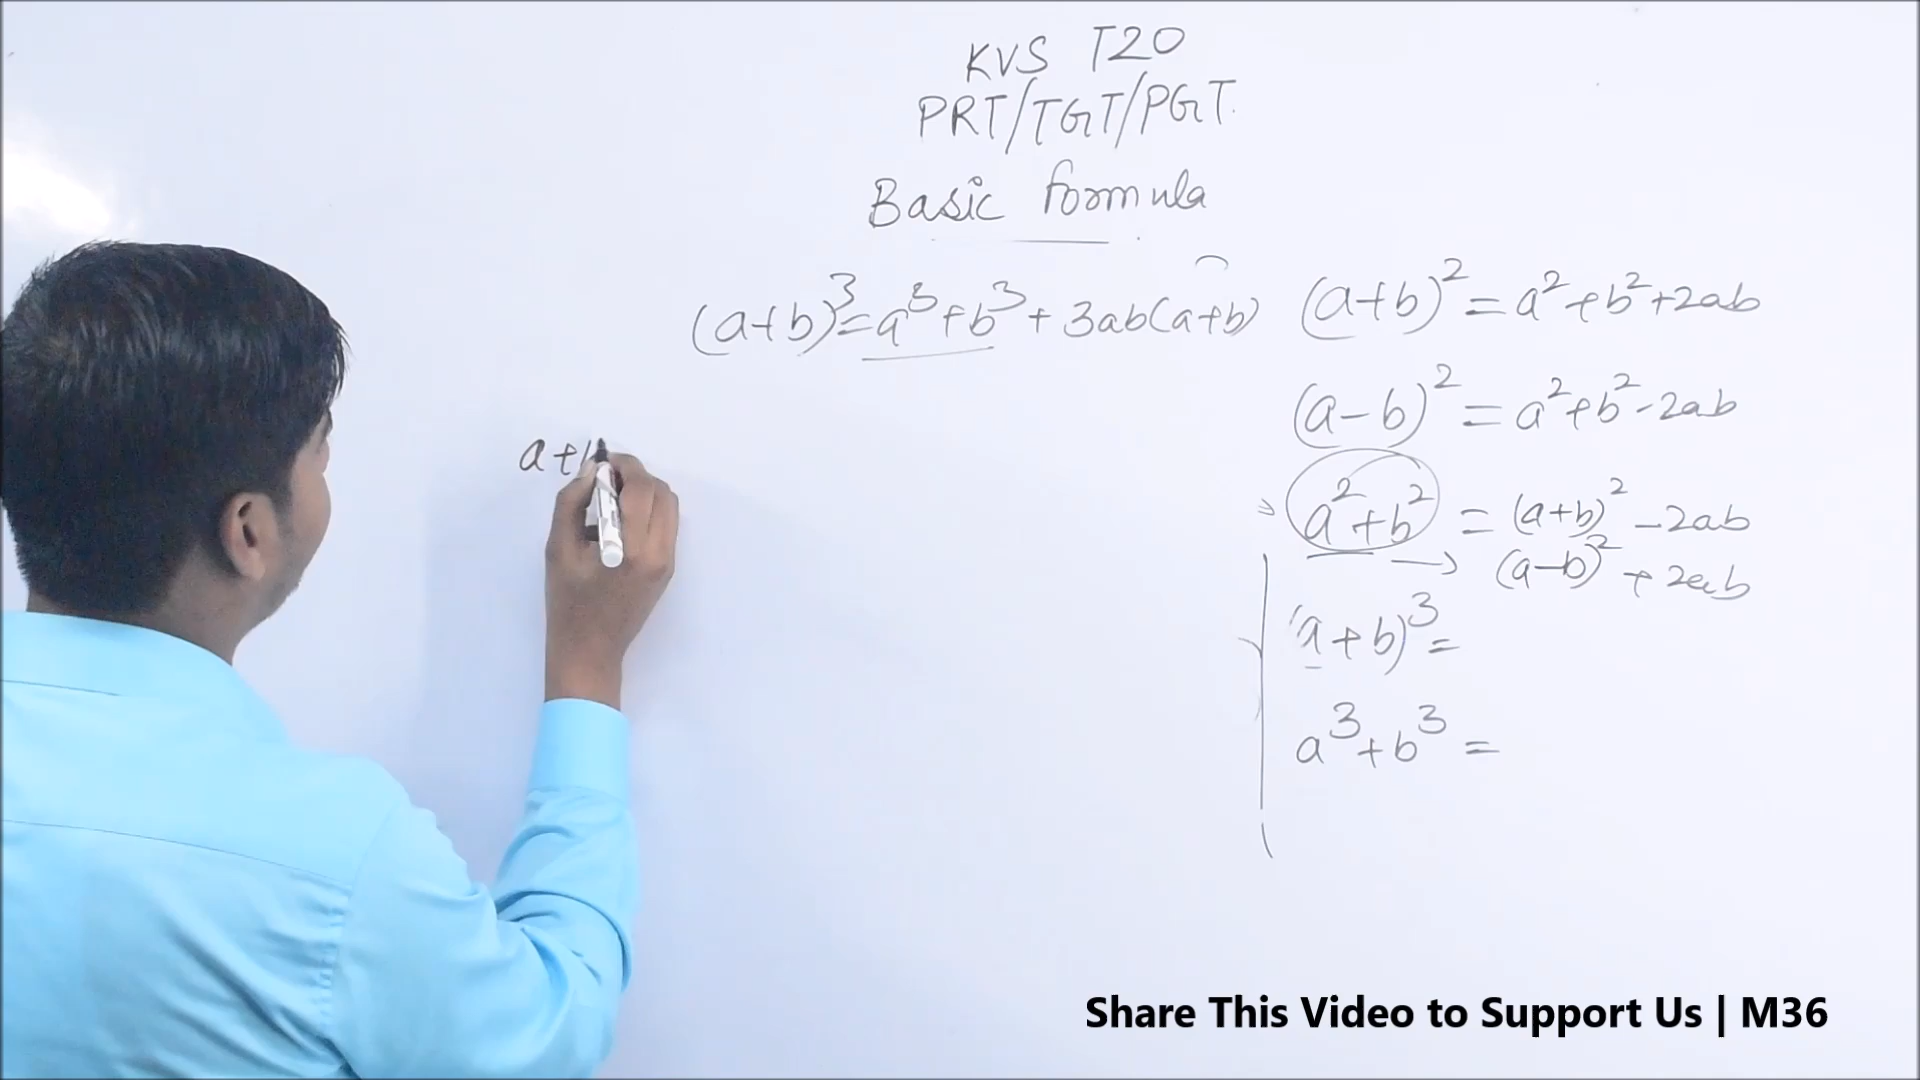 KVS T20
PRT/TGT/PGT
Basic formula
(a+b)³=a³+b³+3ab(a+b)
(a+b)²=a²+b²+2ab
(a-b)²=a²+b²-2ab
a²+b²=(a+b)²-2ab
→(a-b)²+2ab
(a+b)³=
a³+b³=
a+b
Share This Video to Support Us | M36